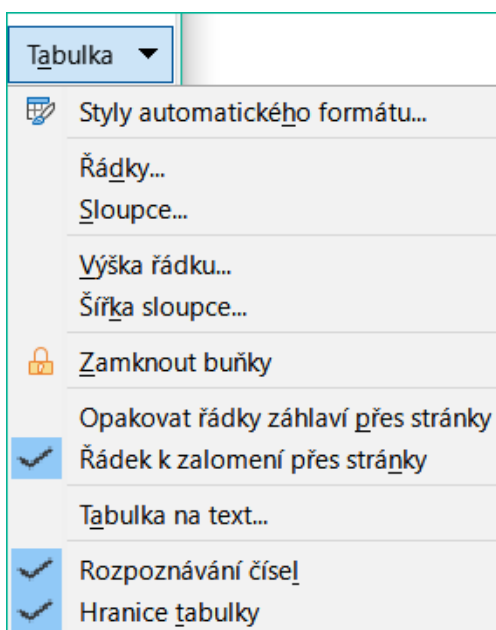 Tabulka
Styly automatického formátu...
Řádky...
Sloupce...
Výška řádku...
Šířka sloupce...
Zamknout buňky
Opakovat řádky záhlaví přes stránky
Řádek k zalomení přes stránky
Tabulka na text...
Rozpoznávání čísel
Hranice tabulky